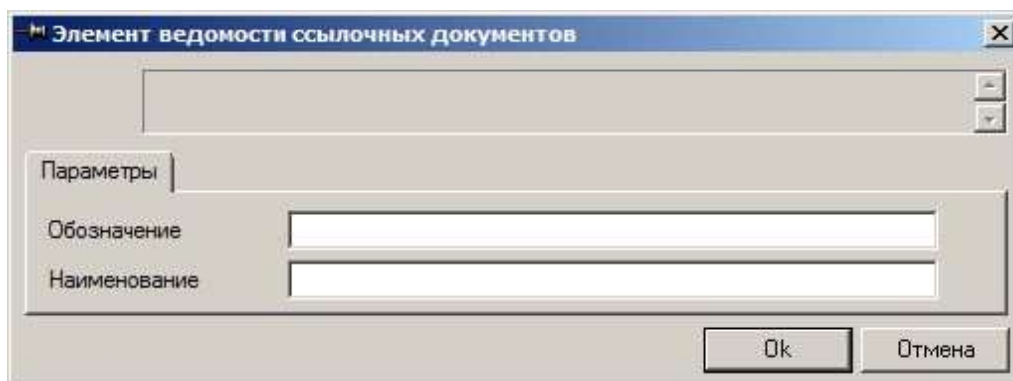 Элемент ведомости ссылочных документов
Параметры
Обозначение
Наименование
Ok
Отмена